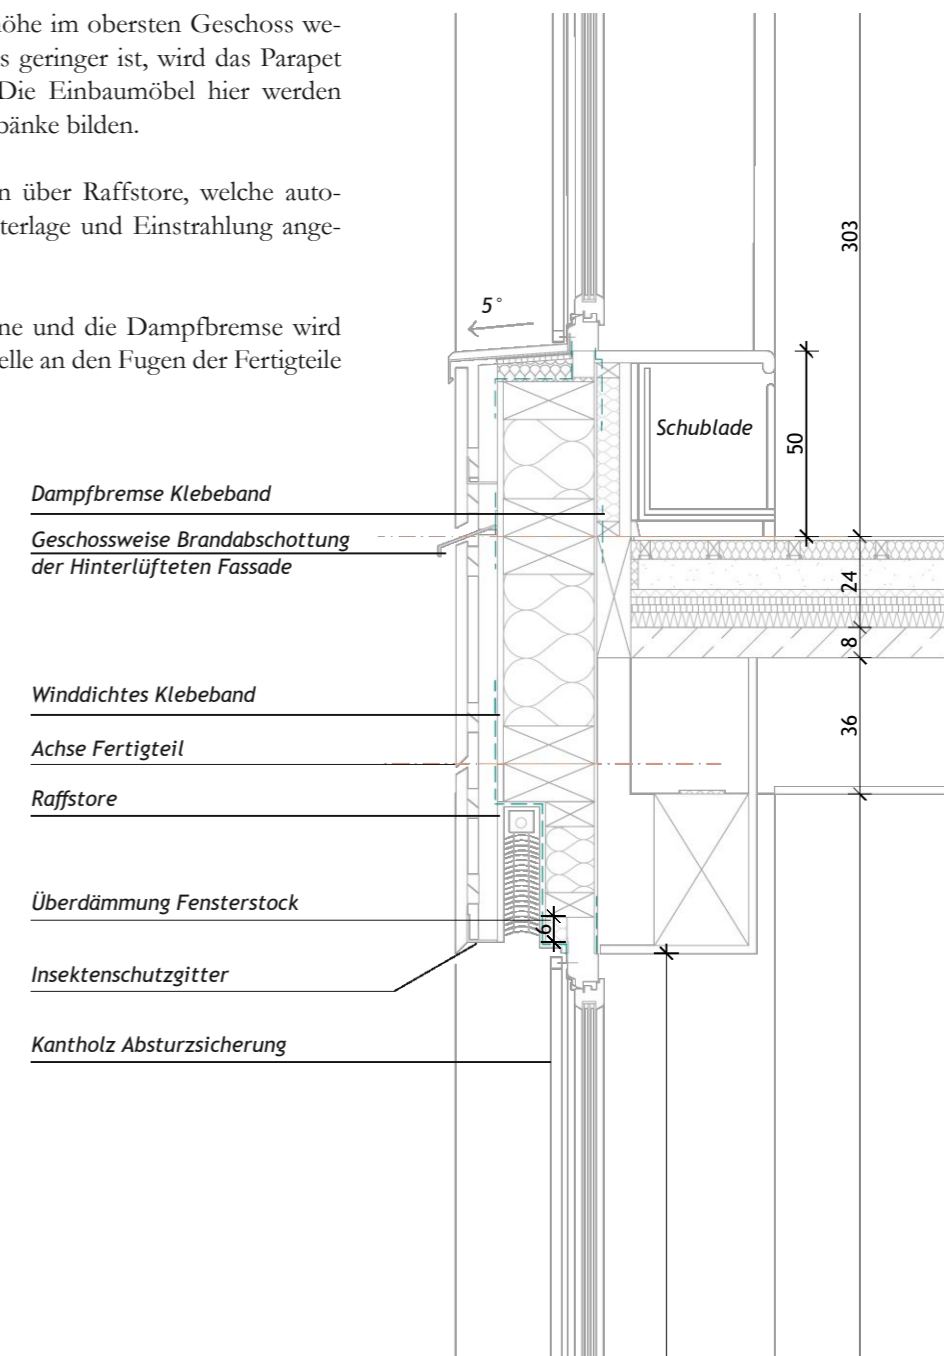 höhe im obersten Geschoss we-
s geringer ist, wird das Parapet
Die Einbaumöbel hier werden
bänke bilden.
n über Raffstore, welche auto-
terlage und Einstrahlung ange-
ne und die Dampfbremse wird
elle an den Fugen der Fertigteile
303
5°
Schublade
50
Dampfbremse Klebeband
Geschossweise Brandabschottung
der Hinterlüfteten Fassade
24
8
Winddichtes Klebeband
36
Achse Fertigteil
Raffstore
Überdämmung Fensterstock
6
Insektenschutzgitter
Kantholz Absturzsicherung